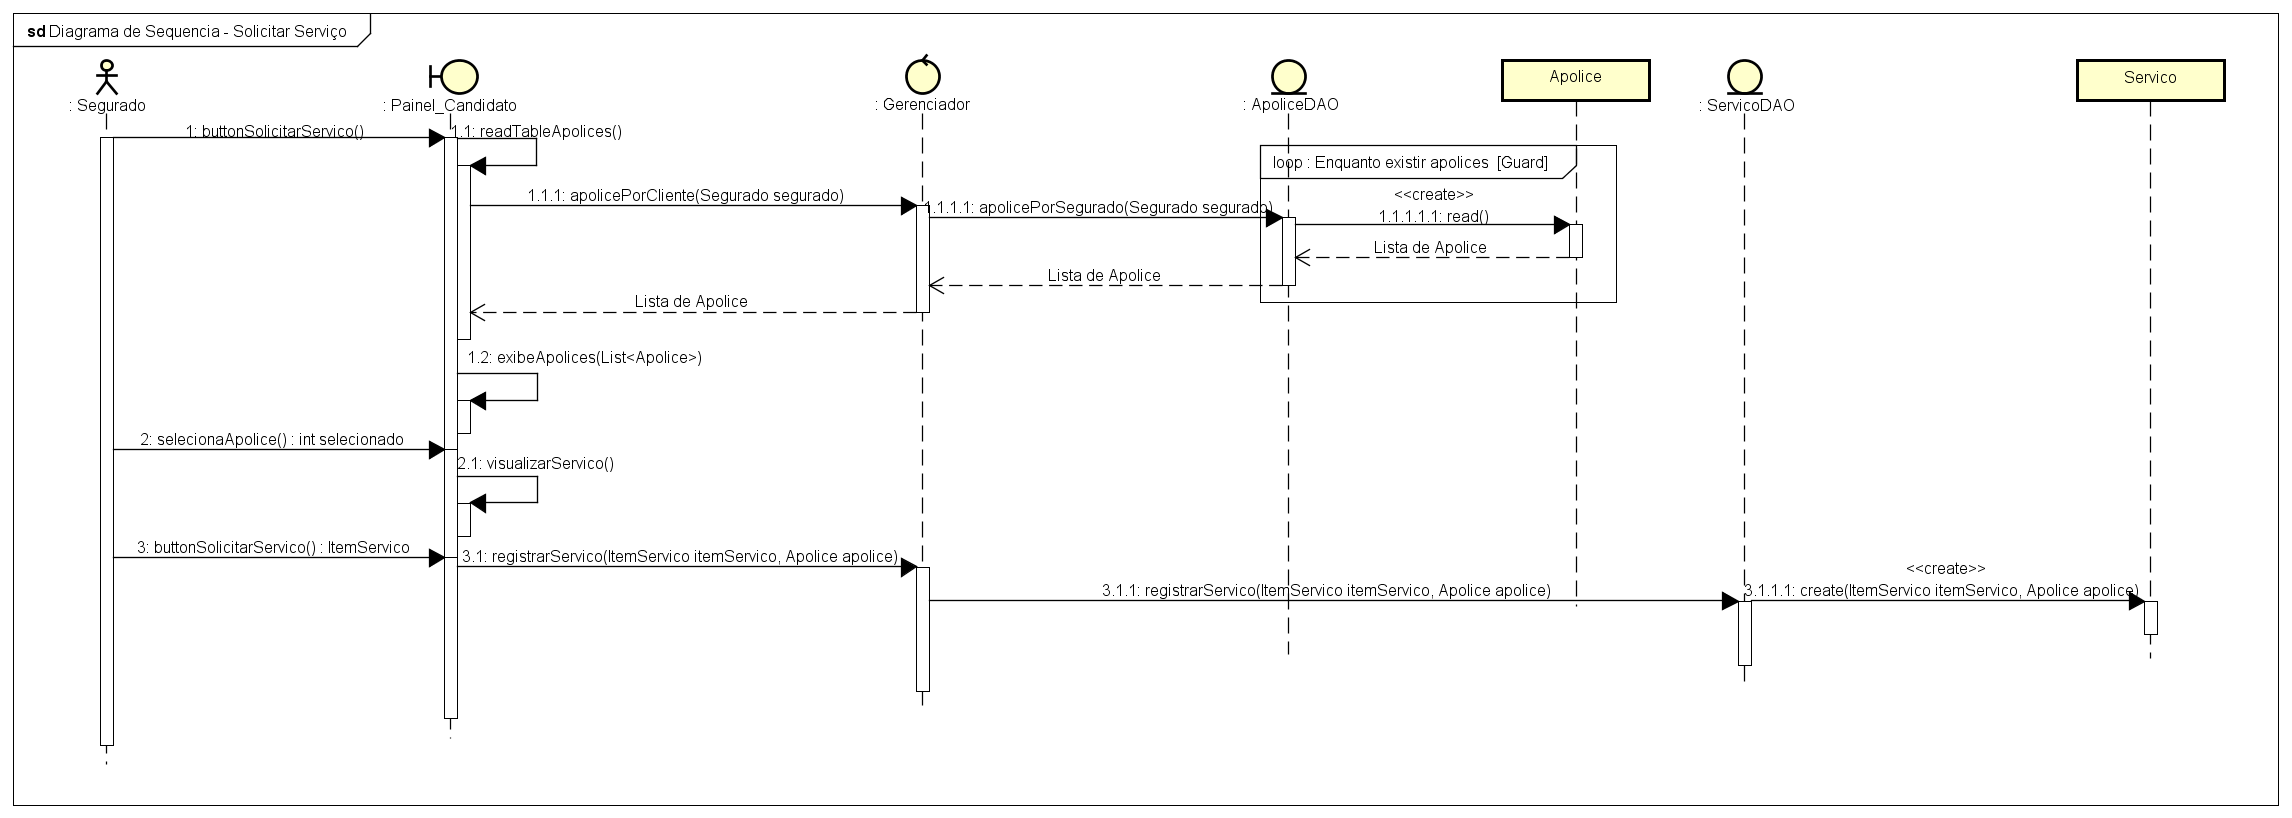 sd Diagrama de Sequencia - Solicitar Serviço
: Segurado
: Painel_Candidato
: Gerenciador
: ApoliceDAO
Apolice
: ServicoDAO
Servico
1: buttonSolicitarServico()
1.1: readTableApolices()
loop : Enquanto existir apolices [Guard]
1.1.1: apolicePorCliente(Segurado segurado)
<<create>>
1.1.1.1: apolicePorSegurado(Segurado segurado)
1.1.1.1.1: read()
Lista de Apolice
Lista de Apolice
Lista de Apolice
1.2: exibeApolices(List<Apolice>)
2: selecionaApolice() : int selecionado
2.1: visualizarServico()
3: buttonSolicitarServico() : ItemServico
3.1: registrarServico(ItemServico itemServico, Apolice apolice)
<<create>>
3.1.1: registrarServico(ItemServico itemServico, Apolice apolice)
3.1.1.1: create(ItemServico itemServico, Apolice apolice)